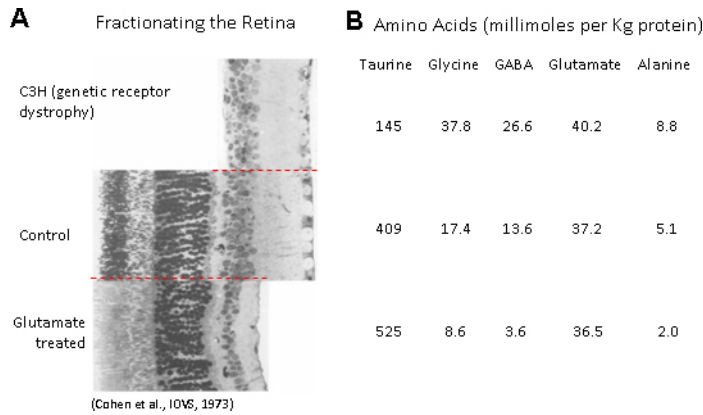 A Fractionating the Retina
C3H (genetic receptor
dystrophy)
Control
Glutamate
treated
(Cohen et al., IOVS, 1973)
B Amino Acids (millimoles per Kg protein)
Taurine Glycine GABA Glutamate Alanine
145 37.8 26.6 40.2 8.8
409 17.4 13.6 37.2 5.1
525 8.6 3.6 36.5 2.0